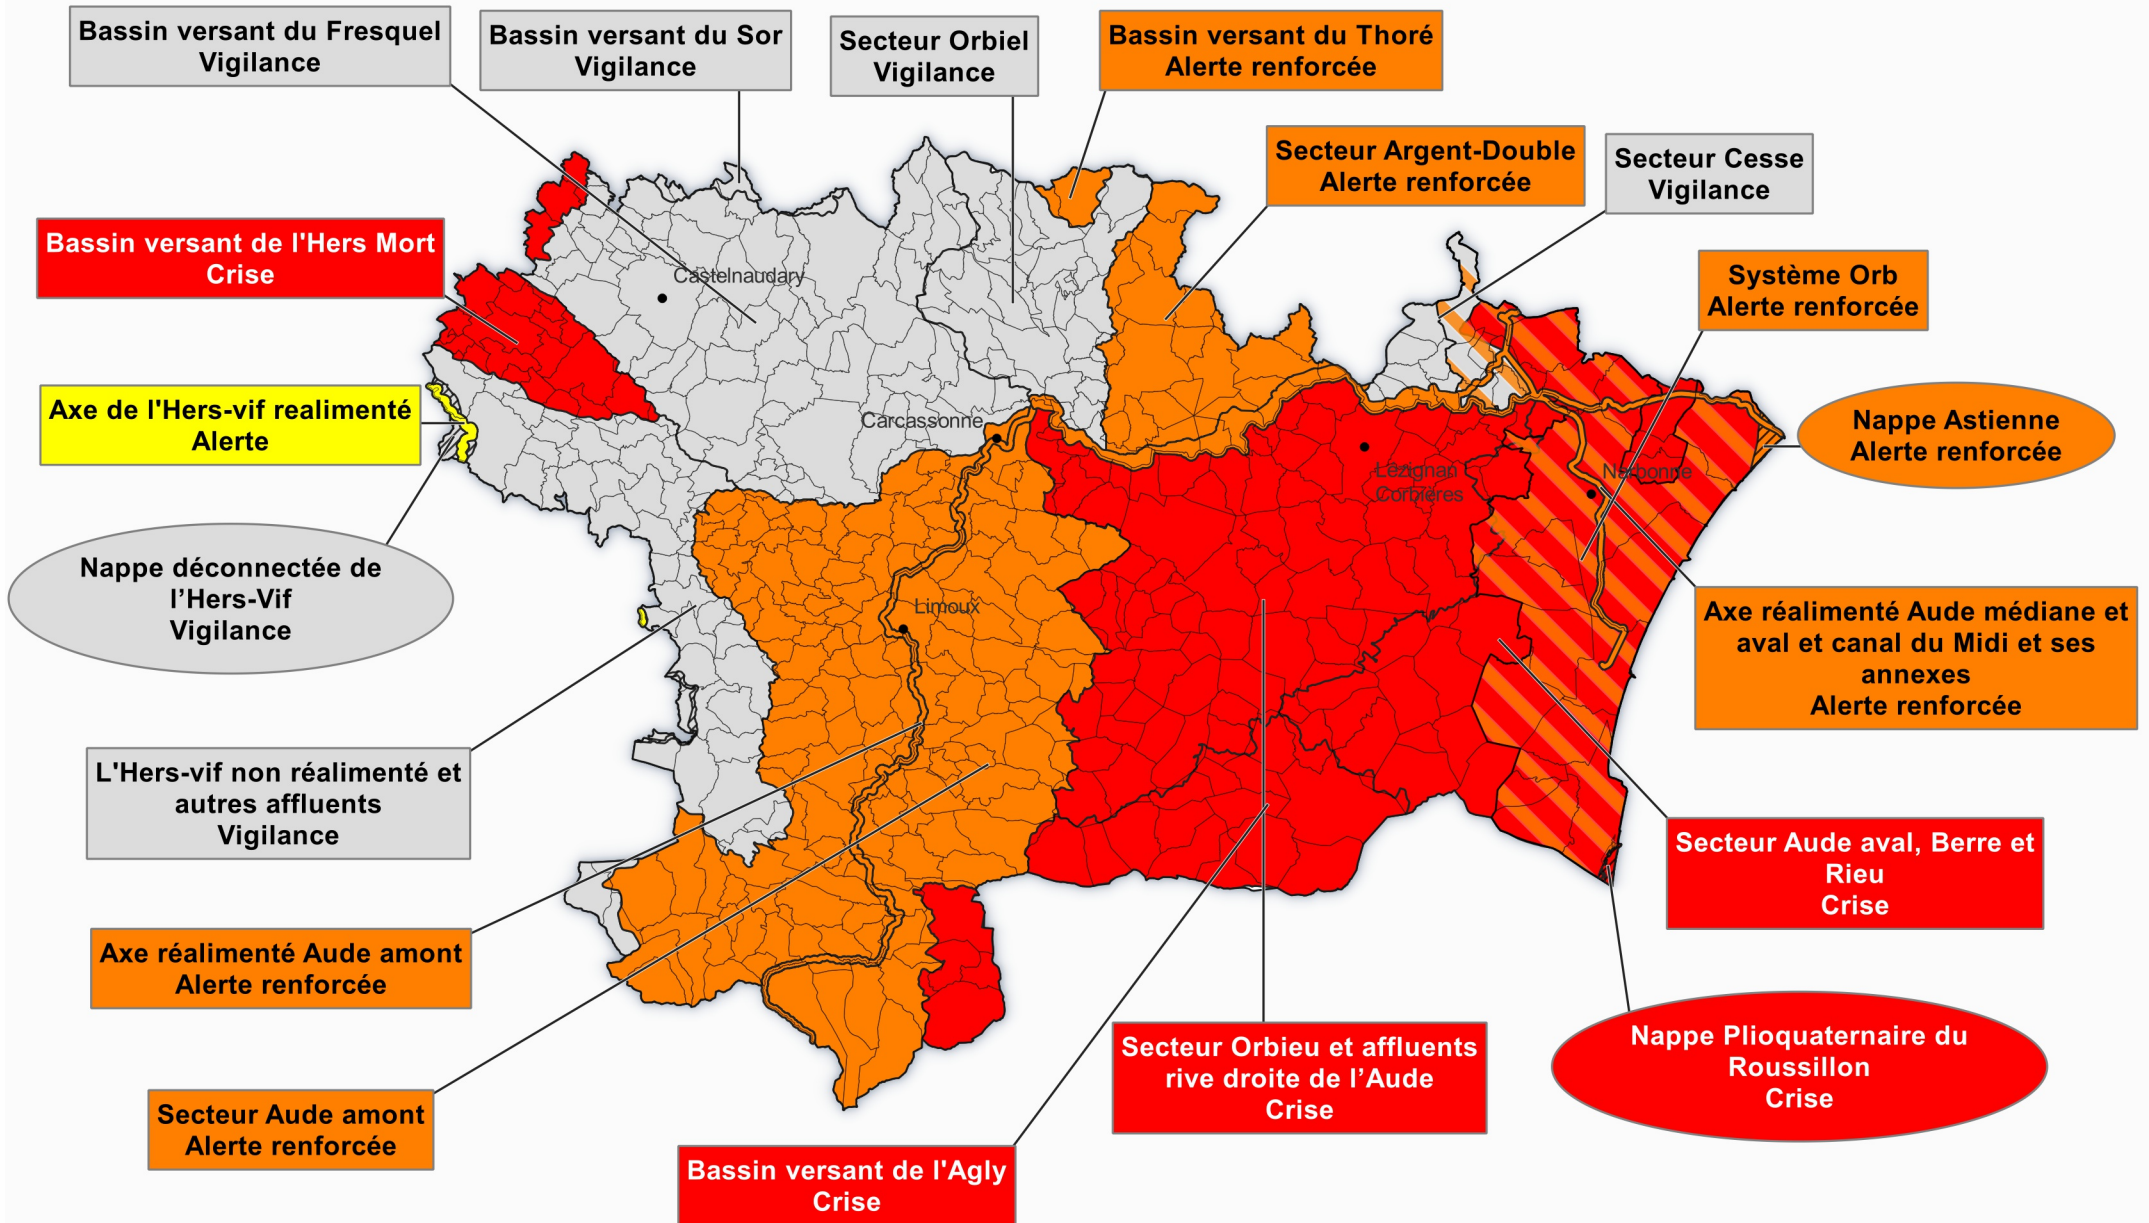 Bassin versant du Fresquel
Vigilance
Bassin versant du Sor
Vigilance
Secteur Orbiel
Vigilance
Bassin versant du Thoré
Alerte renforcée
Secteur Argent-Double
Alerte renforcée
Secteur Cesse
Vigilance
Bassin versant de l'Hers Mort
Crise
Système Orb
Alerte renforcée
Castelnaudary
Axe de l'Hers-vif realimenté
Alerte
Carcassonne
Nappe Astienne
Alerte renforcée
Lézignan
Corbières
Narbonne
Nappe déconnectée de
l’Hers-Vif
Vigilance
Limoux
Axe réalimenté Aude médiane et
aval et canal du Midi et ses
annexes
Alerte renforcée
L'Hers-vif non réalimenté et
autres affluents
Vigilance
Secteur Aude aval, Berre et
Rieu
Crise
Axe réalimenté Aude amont
Alerte renforcée
Secteur Orbieu et affluents
rive droite de l’Aude
Crise
Nappe Plioquaternaire du
Roussillon
Crise
Secteur Aude amont
Alerte renforcée
Bassin versant de l'Agly
Crise